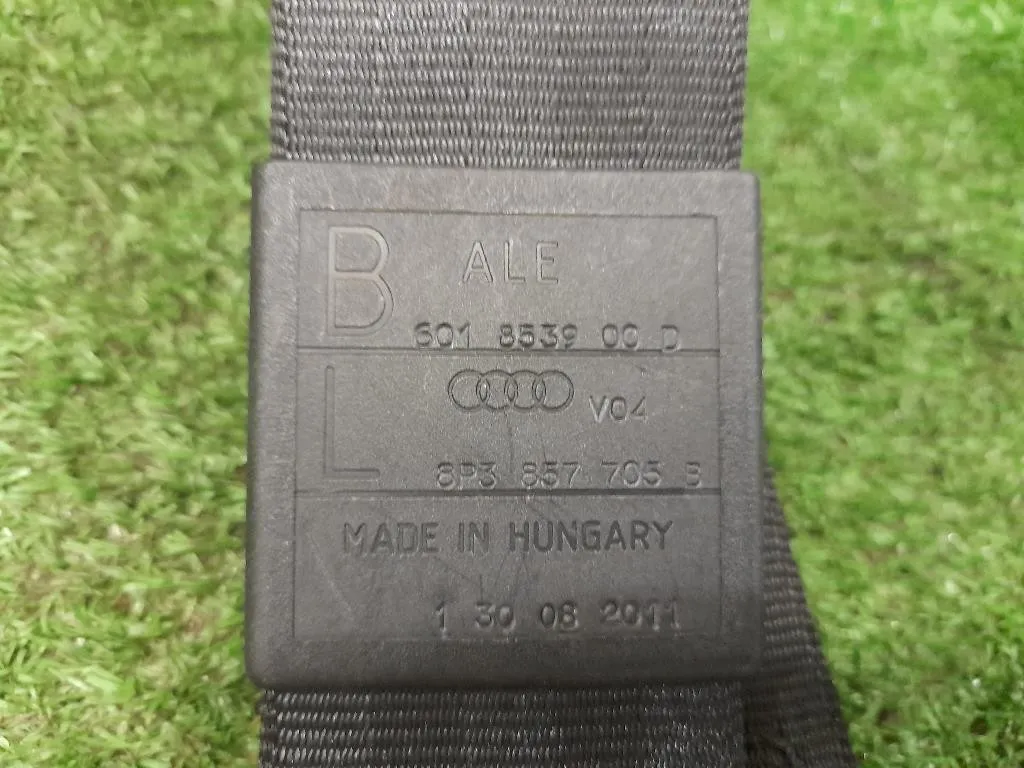 B ALE
601 8539 00 D
L V04
8P3 857 705 B
MADE IN HUNGARY
1 30 08 2011